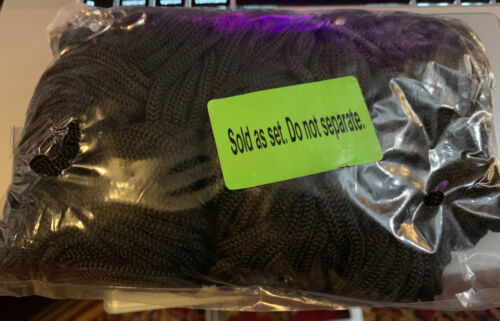 Sold as set. Do not separate.